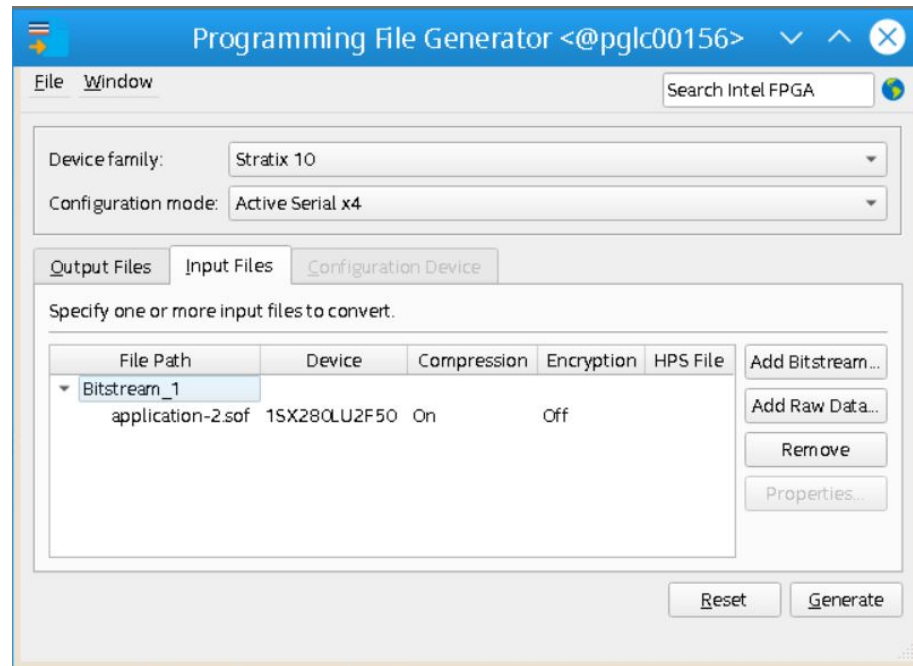 Programming File Generator <@pglc00156>
File Window
Search Intel FPGA
Device family: Stratix 10
Configuration mode: Active Serial x4
Output Files Input Files Configuration Device
Specify one or more input files to convert.
File Path Device Compression Encryption HPS File
Add Bitstream...
Bitstream_1
application-2.sof 1SX280LU2F50 On Off
Add Raw Data...
Remove
Properties...
Reset Generate